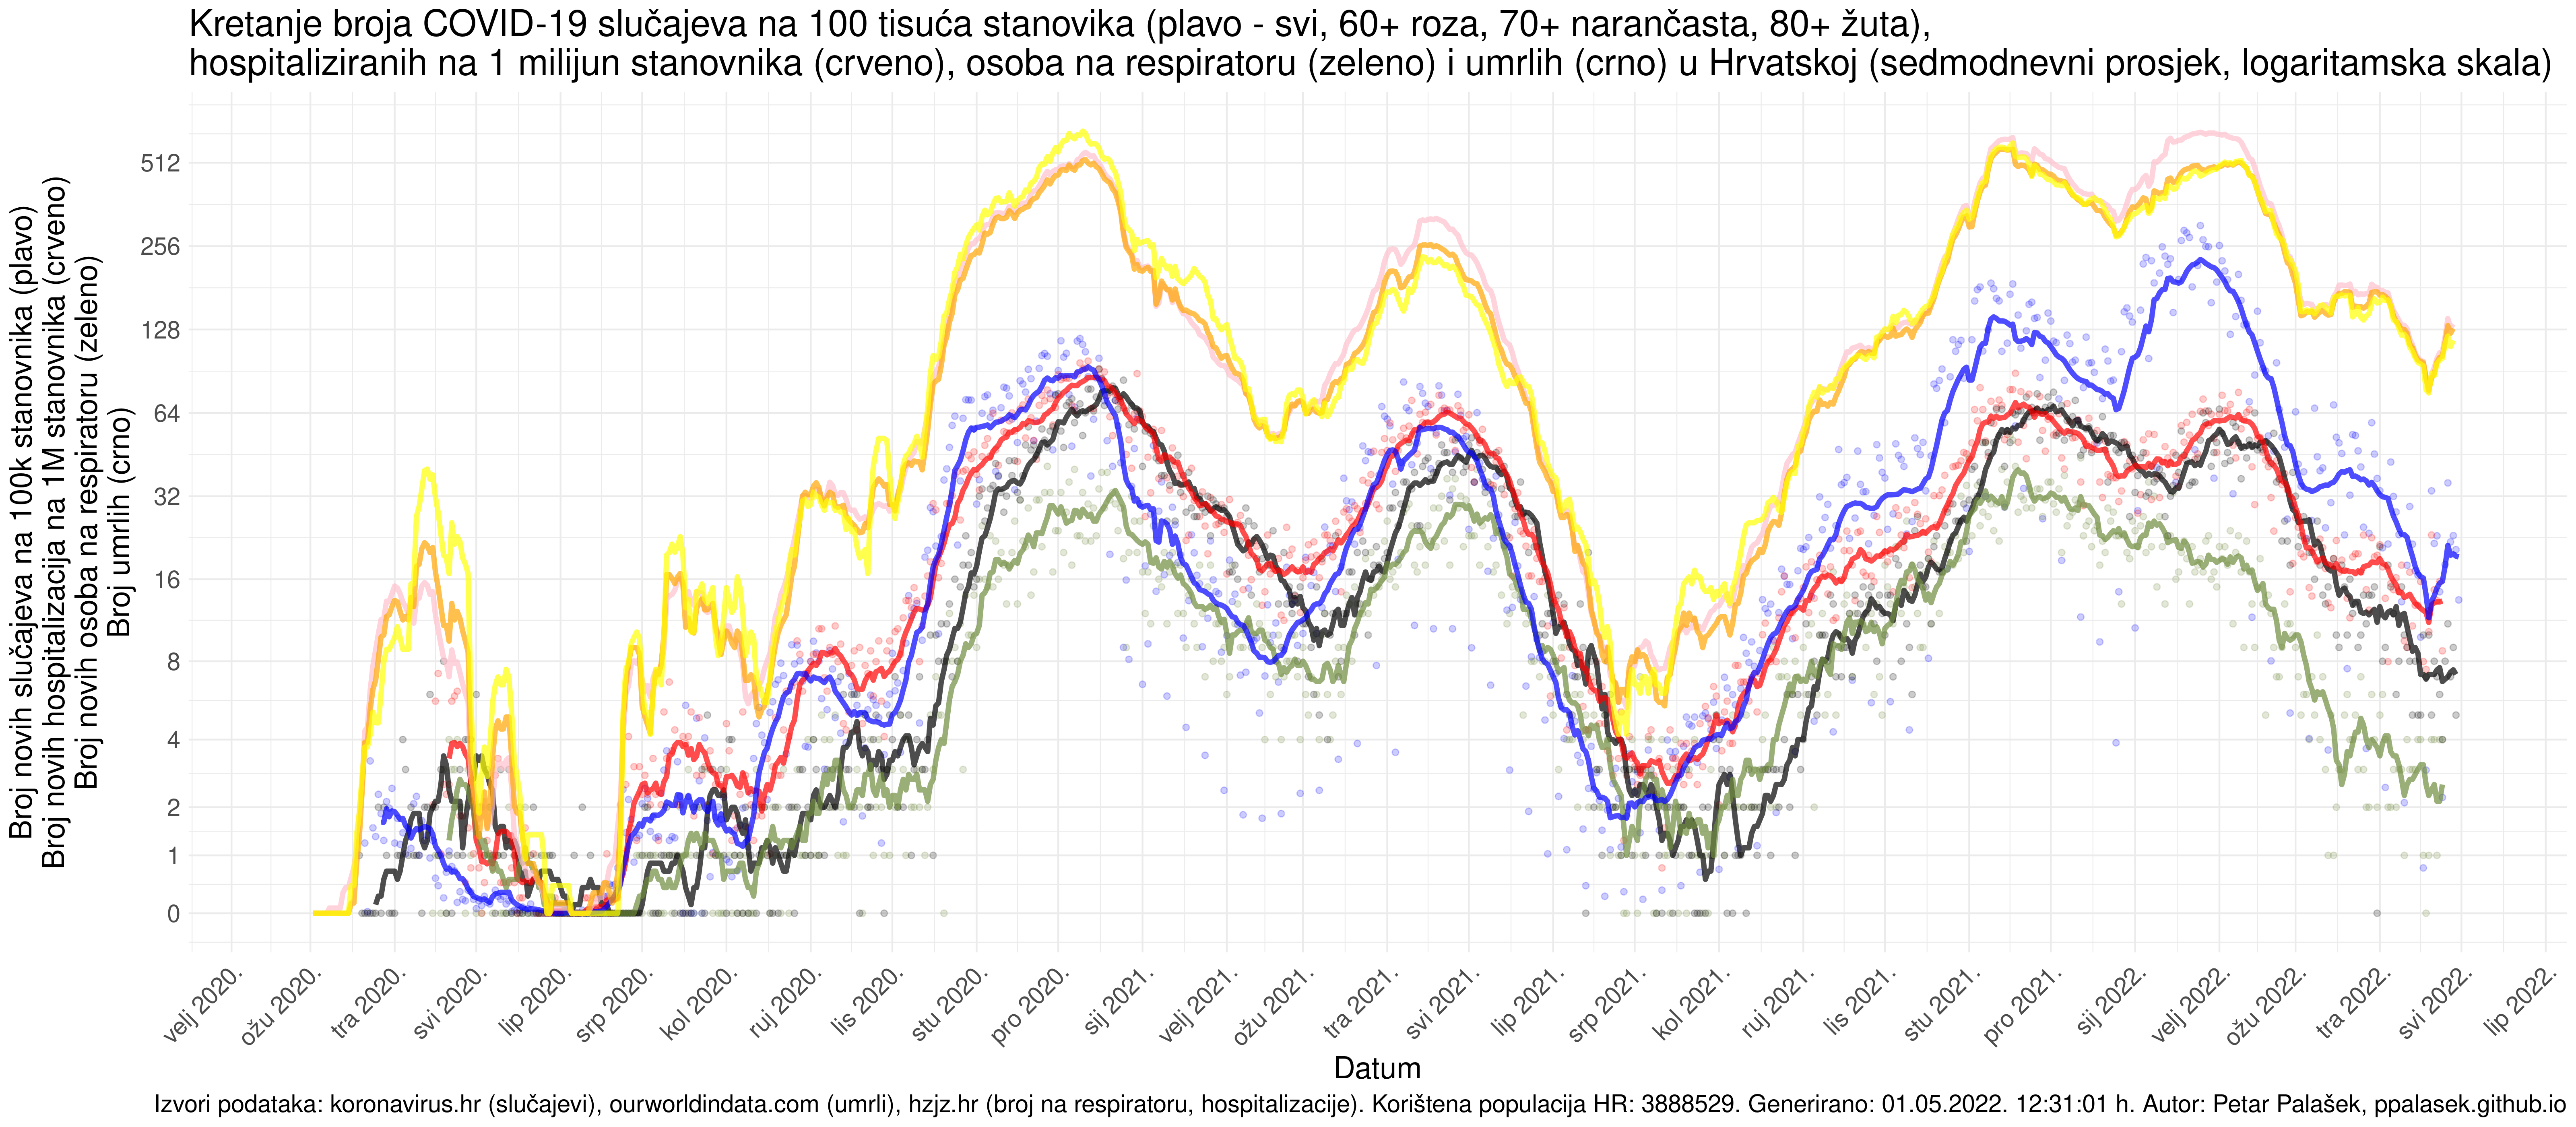 Kretanje broja COVID-19 slučajeva na 100 tisuća stanovika (plavo - svi, 60+ roza, 70+ narančasta, 80+ žuta),
hospitaliziranih na 1 milijun stanovnika (crveno), osoba na respiratoru (zeleno) i umrlih (crno) u Hrvatskoj (sedmodnevni prosjek, logaritamska skala)
Broj novih slučajeva na 100k stanovnika (plavo)
Broj novih hospitalizacija na 1M stanovnika (crveno)
Broj novih osoba na respiratoru (zeleno)
Broj umrlih (crno)
512
256
128
64
32
16
8
4
2
1
0
velj 2020.
ožu 2020.
tra 2020.
svi 2020.
lip 2020.
srp 2020.
kol 2020.
ruj 2020.
lis 2020.
stu 2020.
pro 2020.
sij 2021.
velj 2021.
ožu 2021.
tra 2021.
svi 2021.
lip 2021.
srp 2021.
kol 2021.
ruj 2021.
lis 2021.
stu 2021.
pro 2021.
sij 2022.
velj 2022.
ožu 2022.
tra 2022.
svi 2022.
lip 2022.
Datum
Izvori podataka: koronavirus.hr (slučajevi), ourworldindata.com (umrli), hzjz.hr (broj na respiratoru, hospitalizacije). Korištena populacija HR: 3888529. Generirano: 01.05.2022. 12:31:01 h. Autor: Petar Palašek, ppalasek.github.io